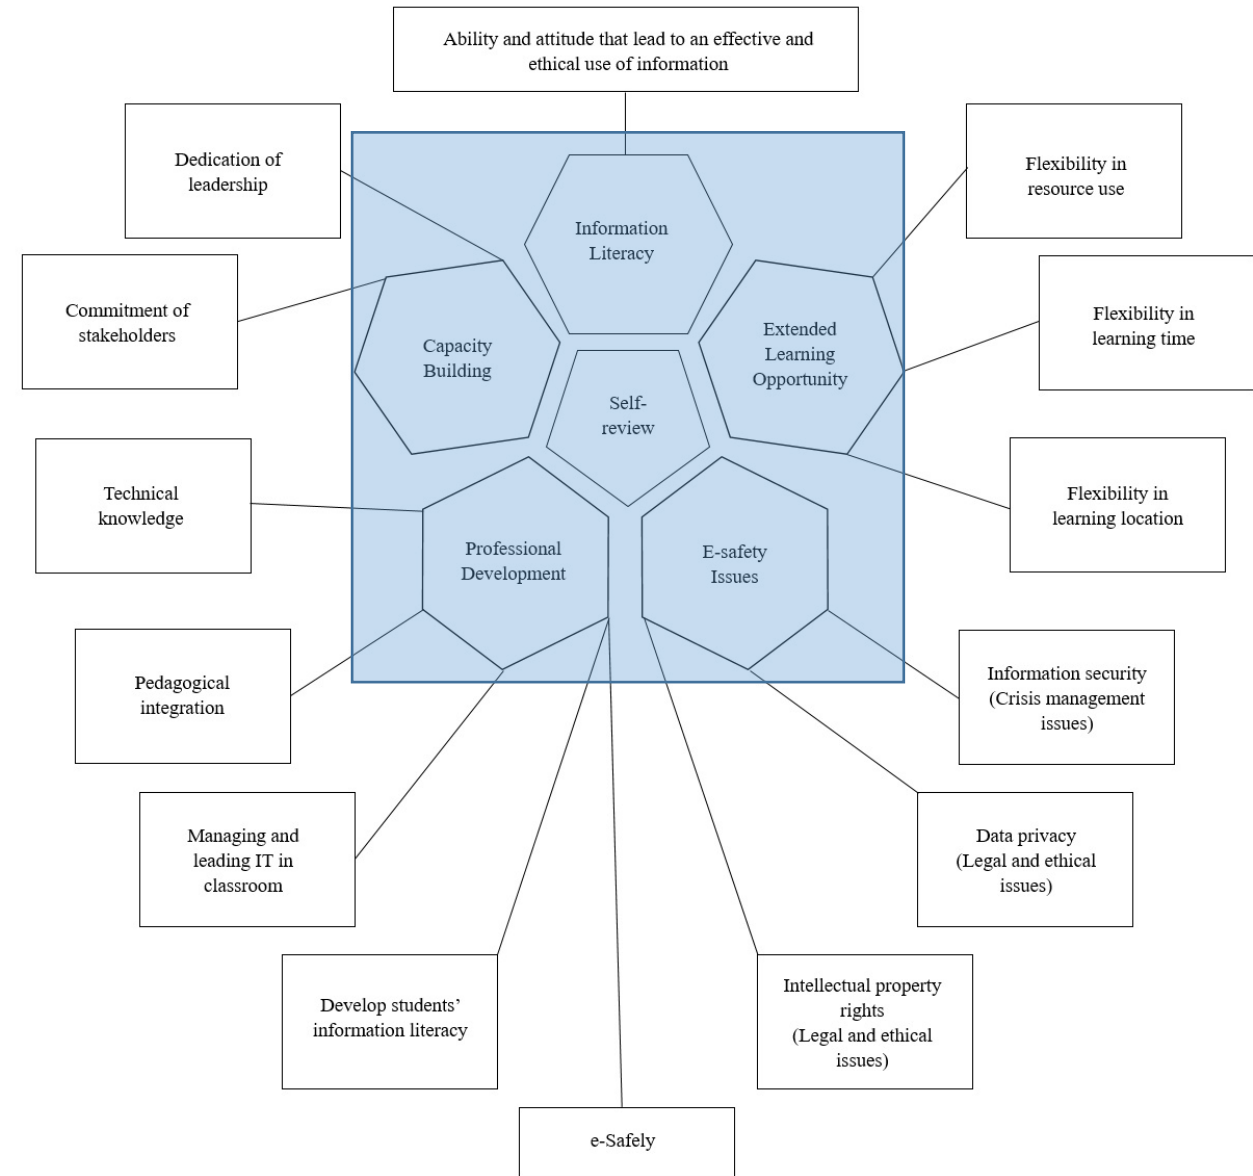 Ability and attitude that lead to an effective and
ethical use of information
Dedication of
leadership
Flexibility in
resource use
Information
Literacy
Commitment of
stakeholders
Flexibility in
learning time
Capacity
Building
Extended
Learning
Opportunity
Self-
review
Technical
knowledge
Flexibility in
learning location
Professional
Development
E-safety
Issues
Pedagogical
integration
Information security
(Crisis management
issues)
Managing and
leading IT in
classroom
Data privacy
(Legal and ethical
issues)
Develop students’
information literacy
Intellectual property
rights
(Legal and ethical
issues)
e-Safely